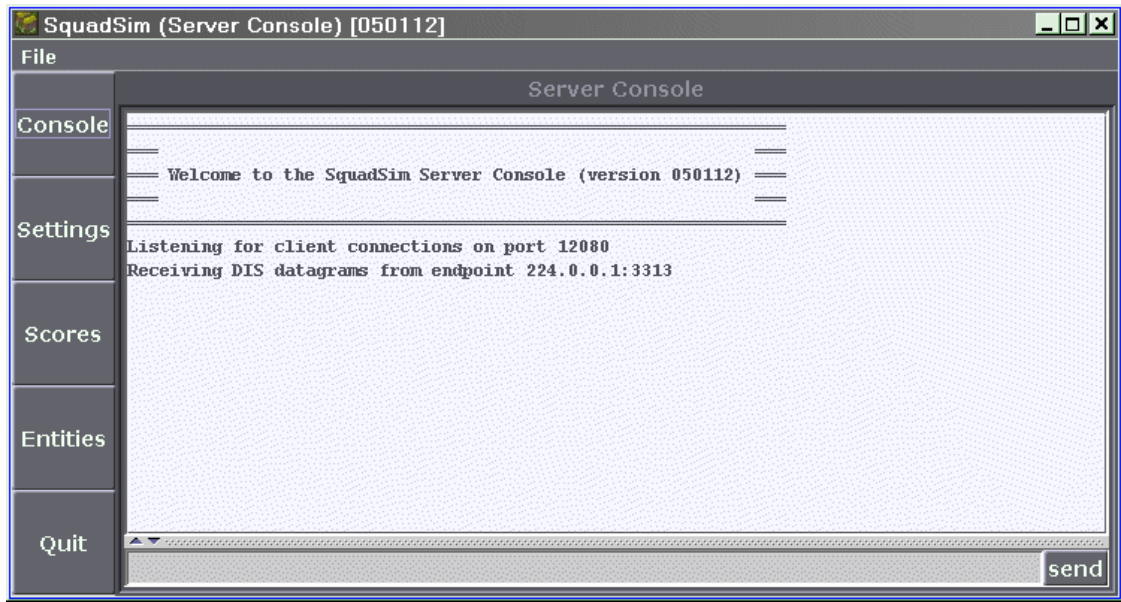 SquadSim (Server Console) [050112]
File
Server Console
Console
Settings
Scores
Entities
Quit
=== Welcome to the SquadSim Server Console (version 050112) ===
Listening for client connections on port 12080
Receiving DIS datagrams from endpoint 224.0.0.1:3313
send